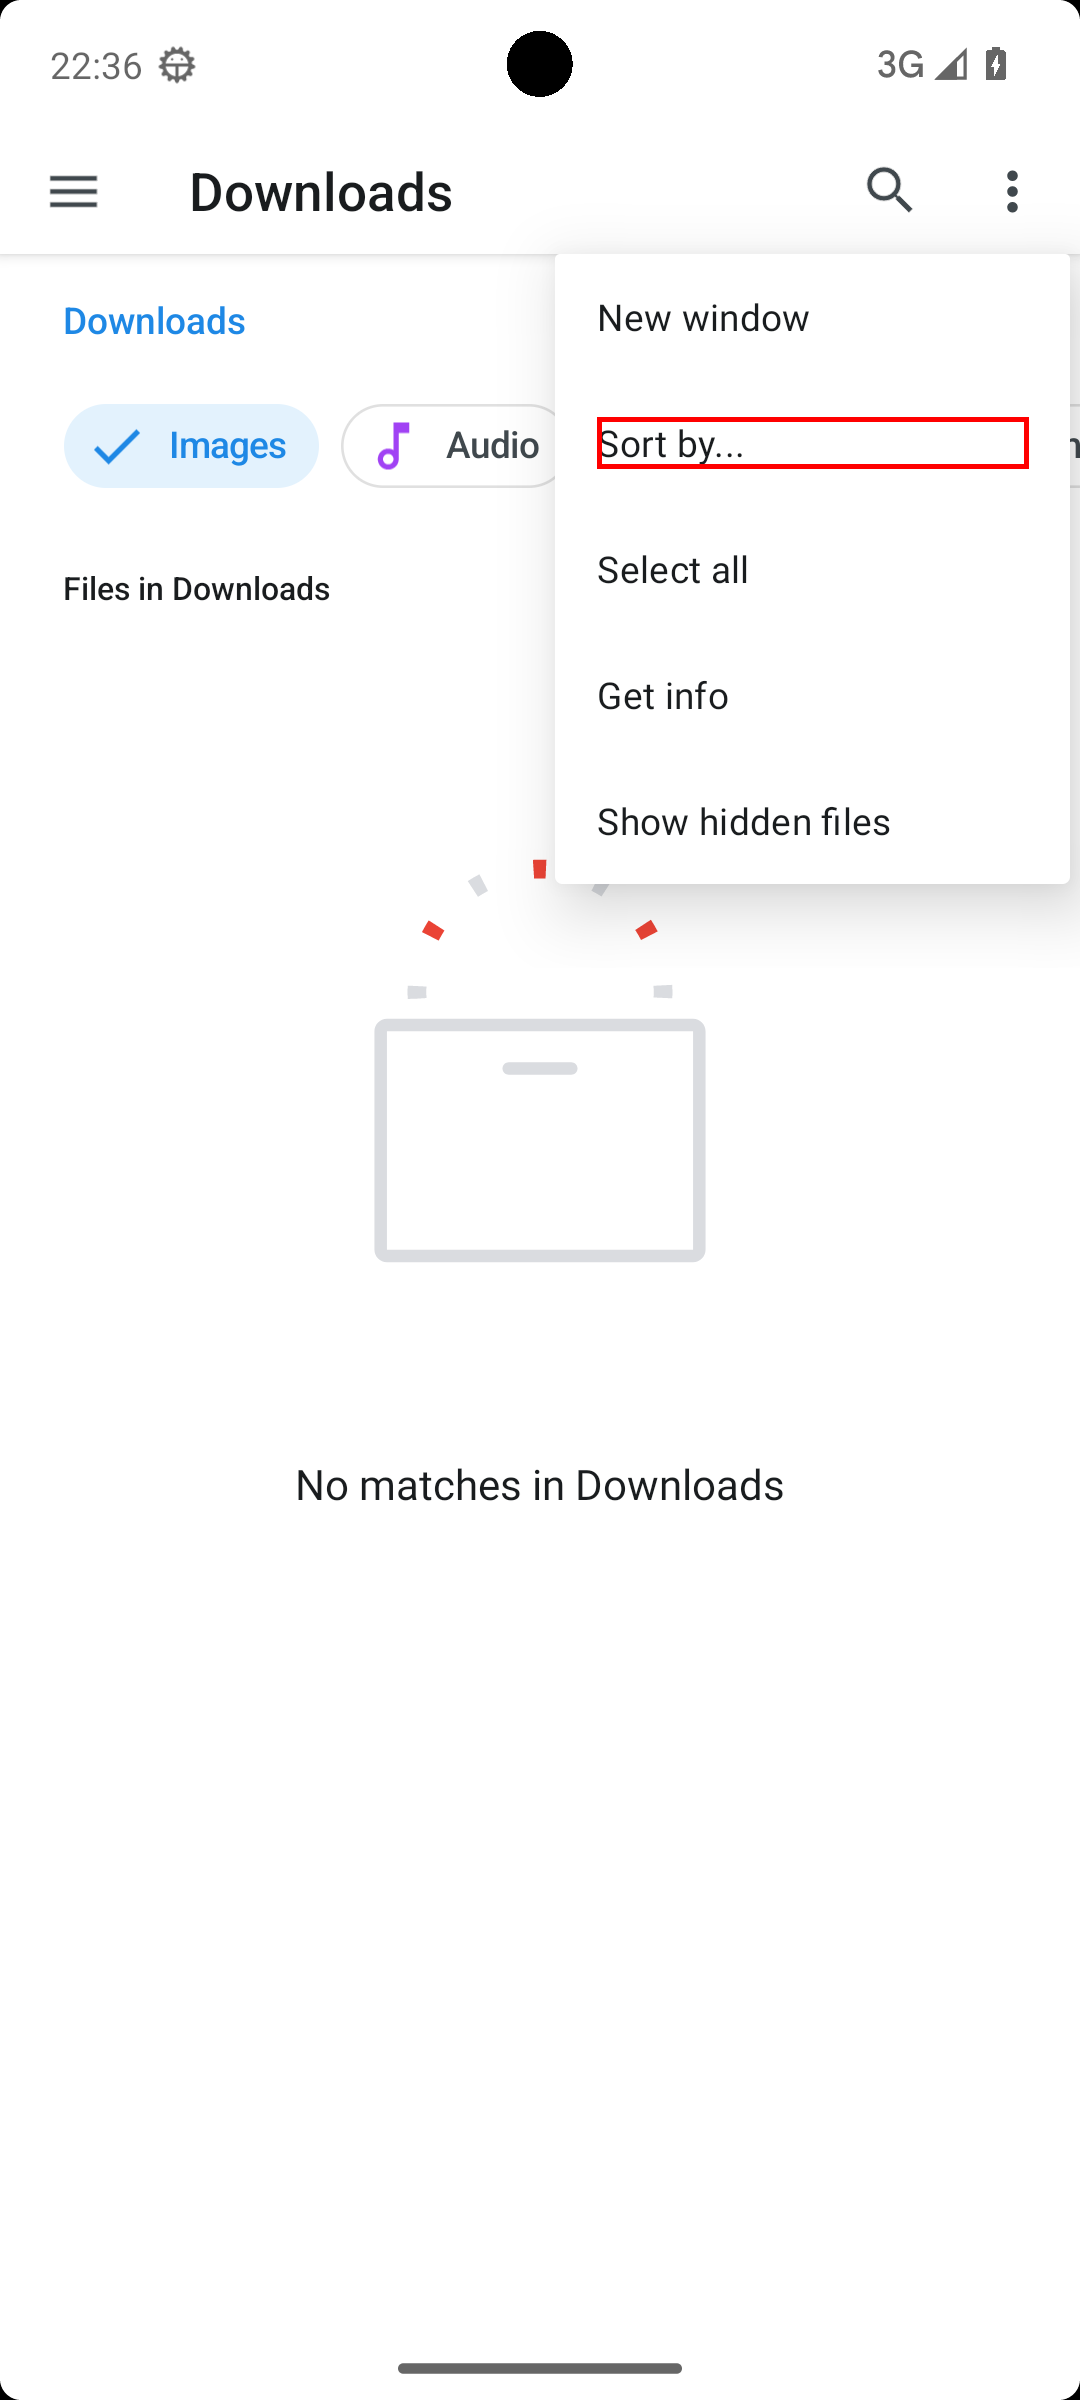 22:36 3G
Downloads
Downloads
New window
Images Audio
Sort by...
Select all
Files in Downloads
Get info
Show hidden files
No matches in Downloads